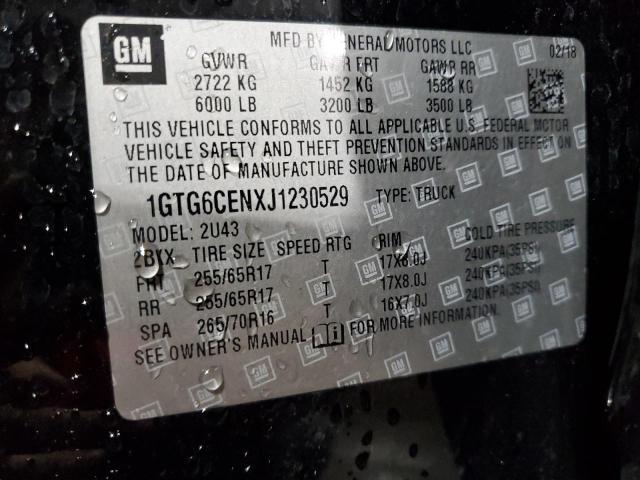 GM
MFD BY GENERAL MOTORS LLC 02/18
GVWR GAWR FRT GAWR RR
2722 KG 1452 KG 1588 KG
6000 LB 3200 LB 3500 LB
THIS VEHICLE CONFORMS TO ALL APPLICABLE U.S. FEDERAL MOTOR
VEHICLE SAFETY AND THEFT PREVENTION STANDARDS IN EFFECT ON
THE DATE OF MANUFACTURE SHOWN ABOVE.
1GTG6CENXJ1230529 TYPE: TRUCK
MODEL: 2U43
TIRE SIZE SPEED RTG RIM COLD TIRE PRESSURE
FRT 255/65R17 T 17X8.0J 240KPA(35PSI)
RR 255/65R17 T 17X8.0J 240KPA(35PSI)
SPA 265/70R16 T 16X7.0J 240KPA(35PSI)
SEE OWNER'S MANUAL FOR MORE INFORMATION.